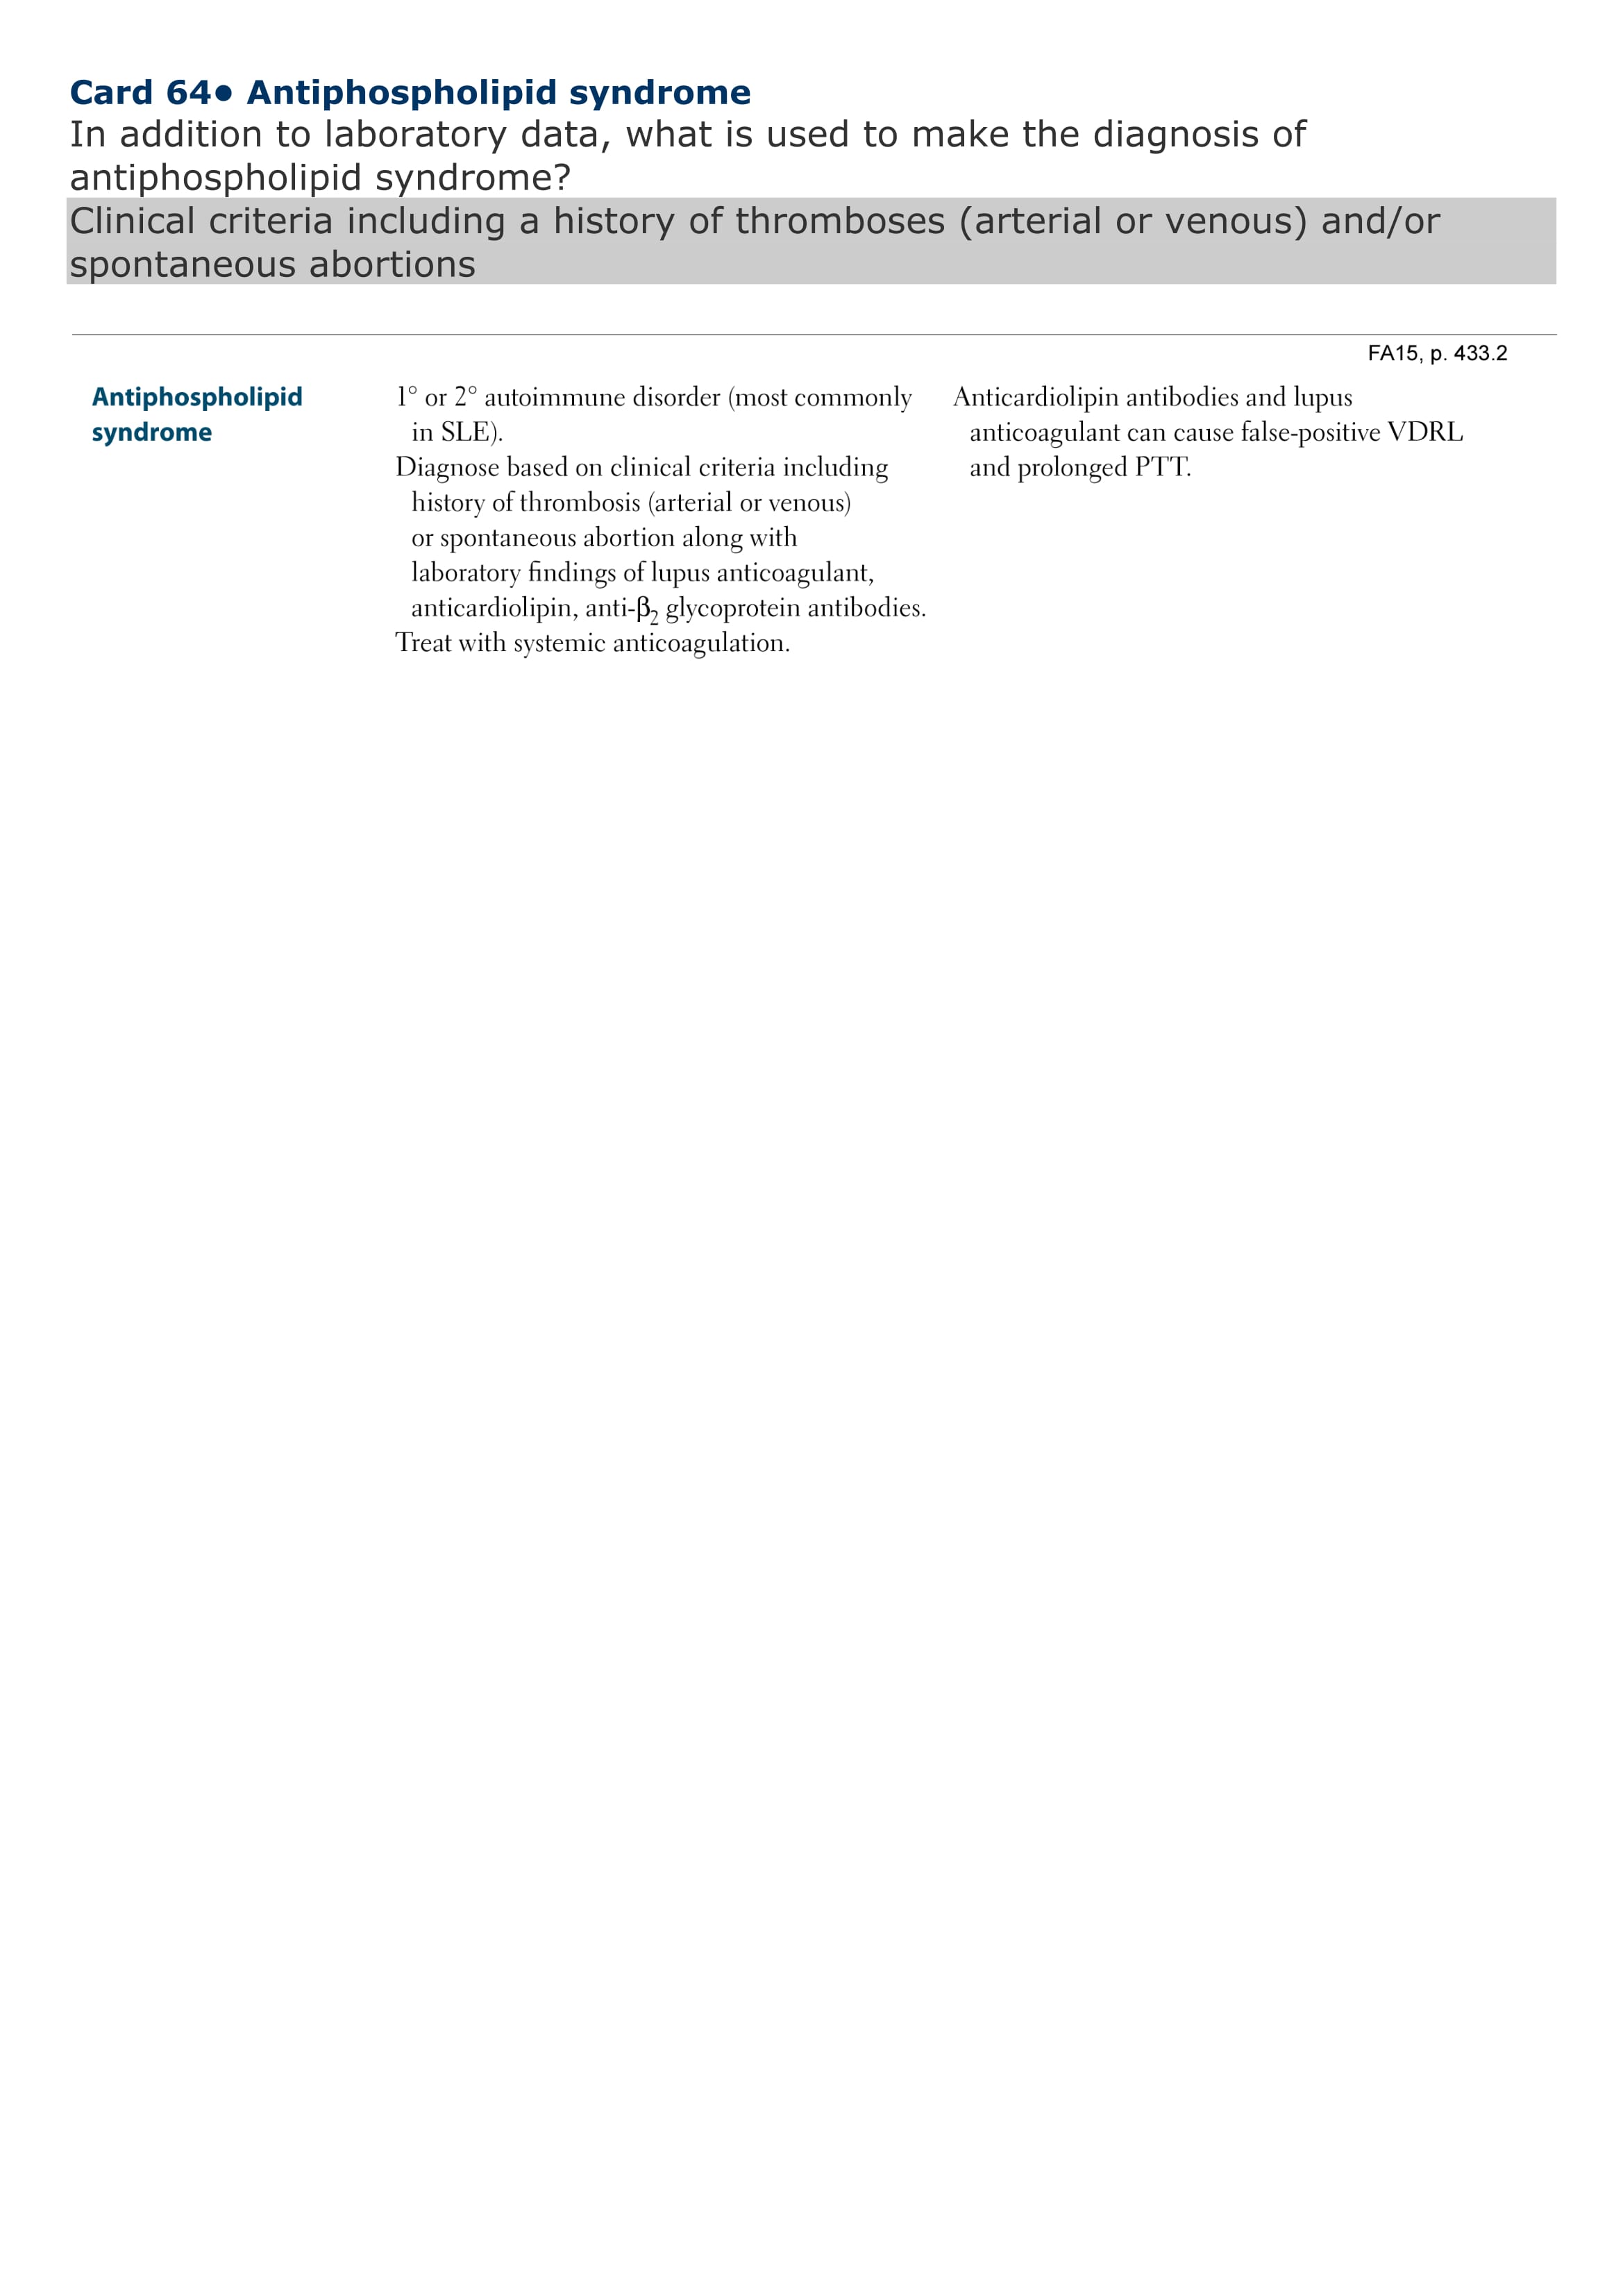 Card 64● Antiphospholipid syndrome
In addition to laboratory data, what is used to make the diagnosis of
antiphospholipid syndrome?
Clinical criteria including a history of thromboses (arterial or venous) and/or
spontaneous abortions
FA15, p. 433.2
Antiphospholipid
syndrome
1° or 2° autoimmune disorder (most commonly
in SLE).
Diagnose based on clinical criteria including
history of thrombosis (arterial or venous)
or spontaneous abortion along with
laboratory findings of lupus anticoagulant,
anticardiolipin, anti-β₂ glycoprotein antibodies.
Treat with systemic anticoagulation.
Anticardiolipin antibodies and lupus
anticoagulant can cause false-positive VDRL
and prolonged PTT.